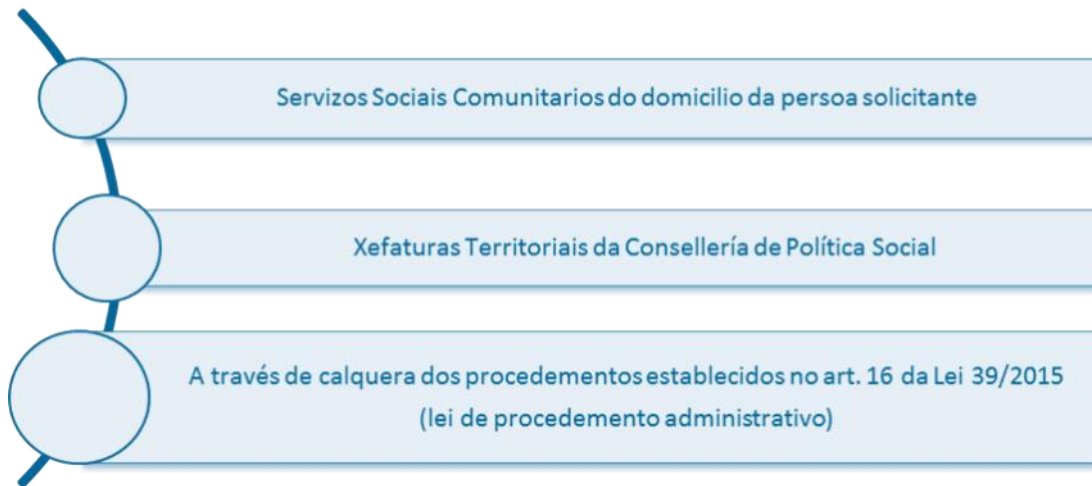 Servizos Sociais Comunitarios do domicilio da persoa solicitante
Xefaturas Territoriais da Consellería de Política Social
A través de calquera dos procedementos establecidos no art. 16 da Lei 39/2015
(lei de procedemento administrativo)